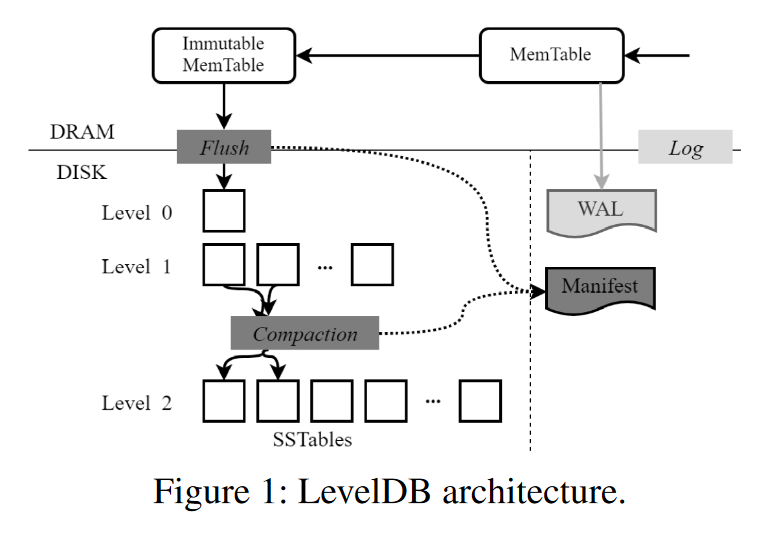 Immutable
MemTable
MemTable
DRAM
Flush
Log
DISK
Level 0
WAL
Level 1
...
Manifest
Compaction
Level 2
...
SSTables
Figure 1: LevelDB architecture.